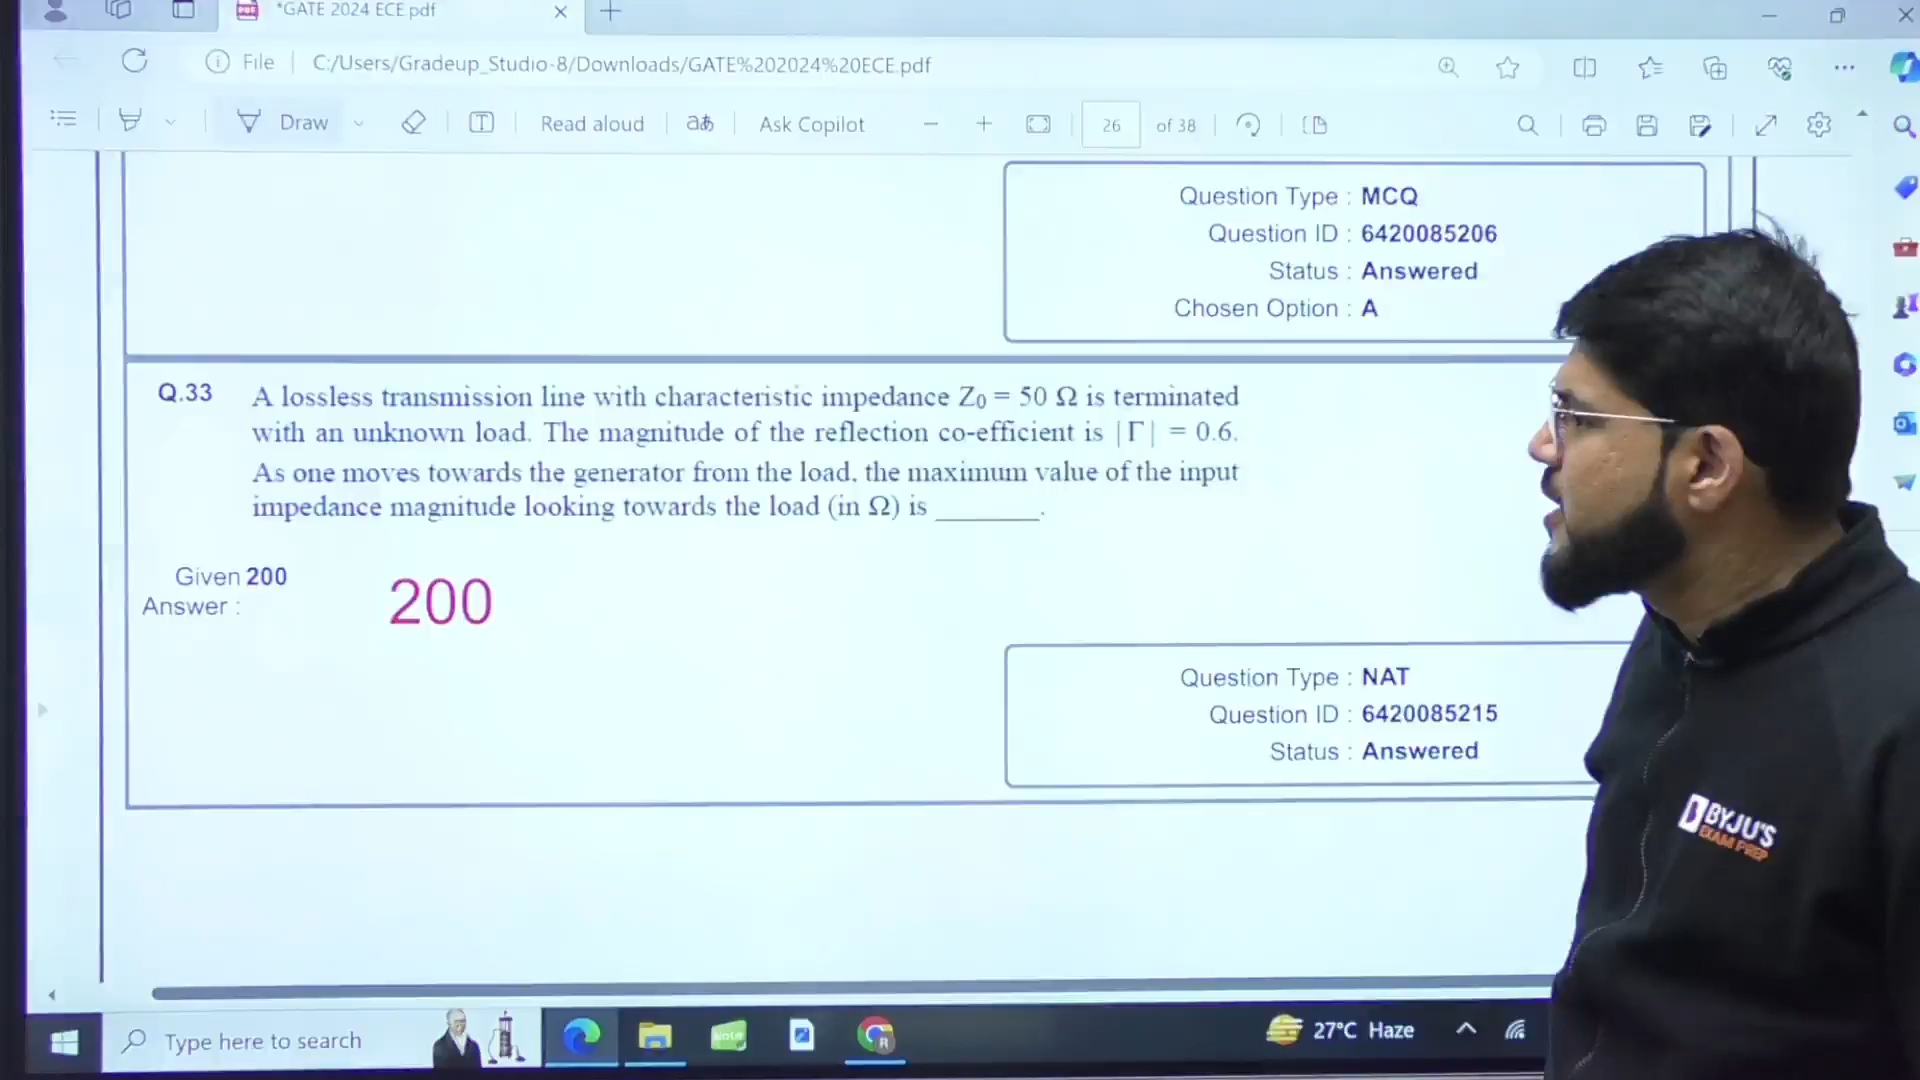 *GATE 2024 ECE.pdf
File
C:/Users/Gradeup_Studio-8/Downloads/GATE%202024%20ECE.pdf
Draw
Read aloud
aあ
Ask Copilot
26
of 38
Question Type : MCQ
Question ID : 6420085206
Status : Answered
Chosen Option : A
Q.33 A lossless transmission line with characteristic impedance Z₀ = 50 Ω is terminated
with an unknown load. The magnitude of the reflection co-efficient is |Γ| = 0.6.
As one moves towards the generator from the load, the maximum value of the input
impedance magnitude looking towards the load (in Ω) is ________.
Given 200
Answer :
200
Question Type : NAT
Question ID : 6420085215
Status : Answered
BYJU'S
EXAM PREP
Type here to search
Note
R
27°C Haze